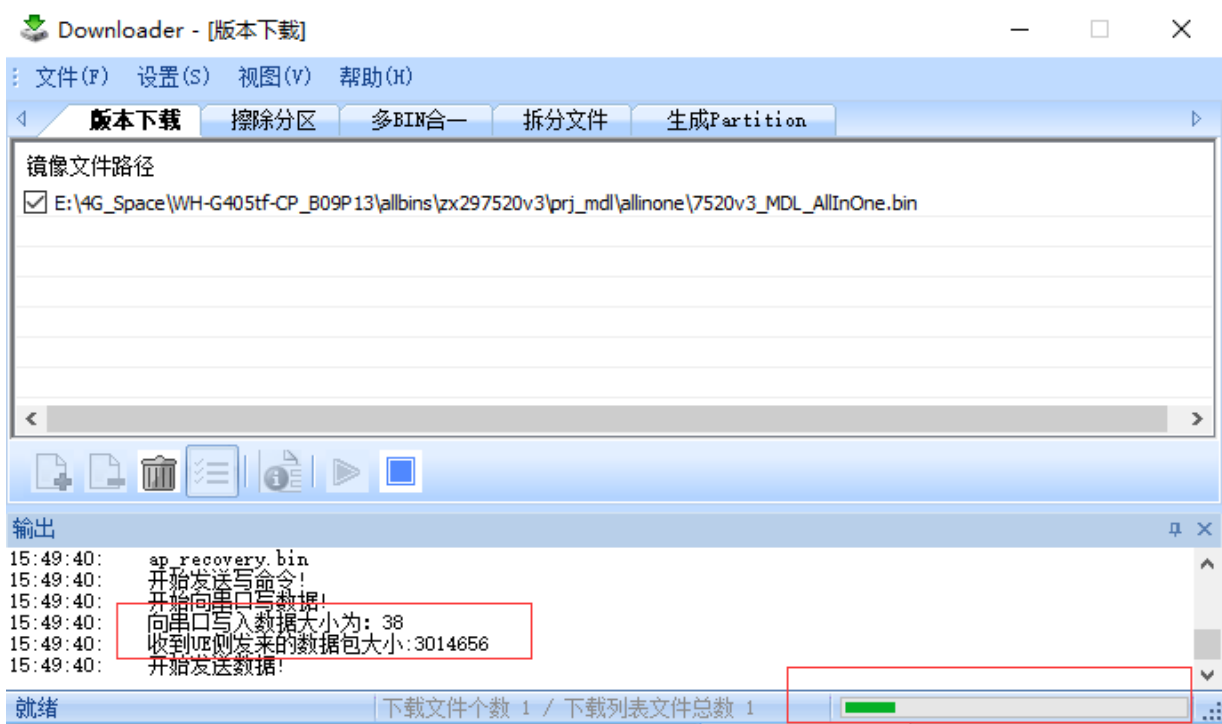 Downloader - [版本下载]
文件(F) 设置(S) 视图(V) 帮助(H)
版本下载 擦除分区 多BIN合一 拆分文件 生成Partition
镜像文件路径
E:\4G_Space\WH-G405tf-CP_B09P13\allbins\zx297520v3\prj_mdl\allinone\7520v3_MDL_AllInOne.bin
输出
15:49:40: ap_recovery.bin
15:49:40: 开始发送写命令!
15:49:40: 开始向串口写数据!
15:49:40: 向串口写入数据大小为: 38
15:49:40: 收到UE侧发来的数据包大小:3014656
15:49:40: 开始发送数据!
就绪 下载文件个数 1 / 下载列表文件总数 1